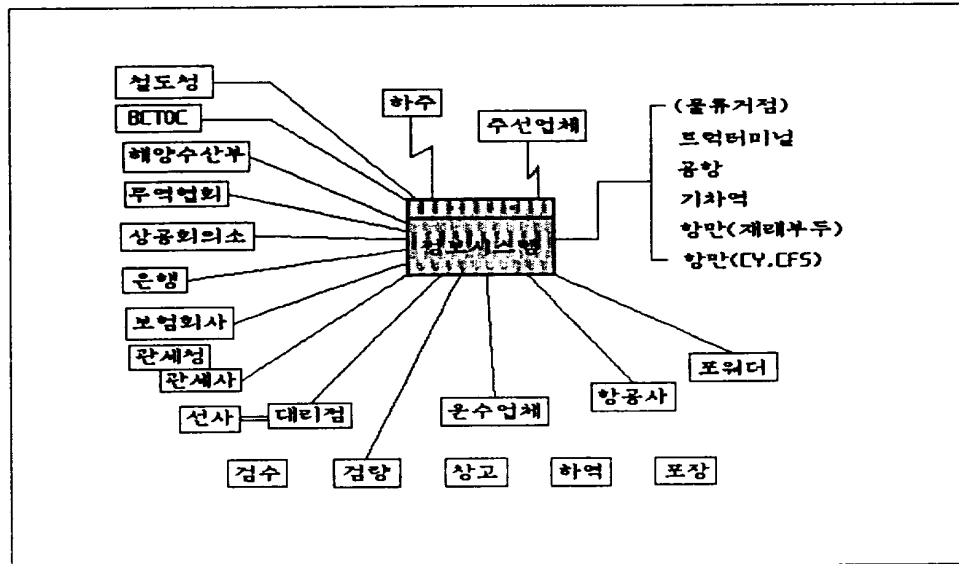 철도청
BCTOC
해양수산부
무역협회
상공회의소
은행
보험회사
관세청
관세사
선사
대리점
하주
주선업체
정보시스템
(물류거점)
트럭터미널
공항
기차역
항만(재래부두)
항만(CY.CFS)
포워더
항공사
운수업체
검수
검량
창고
하역
포장